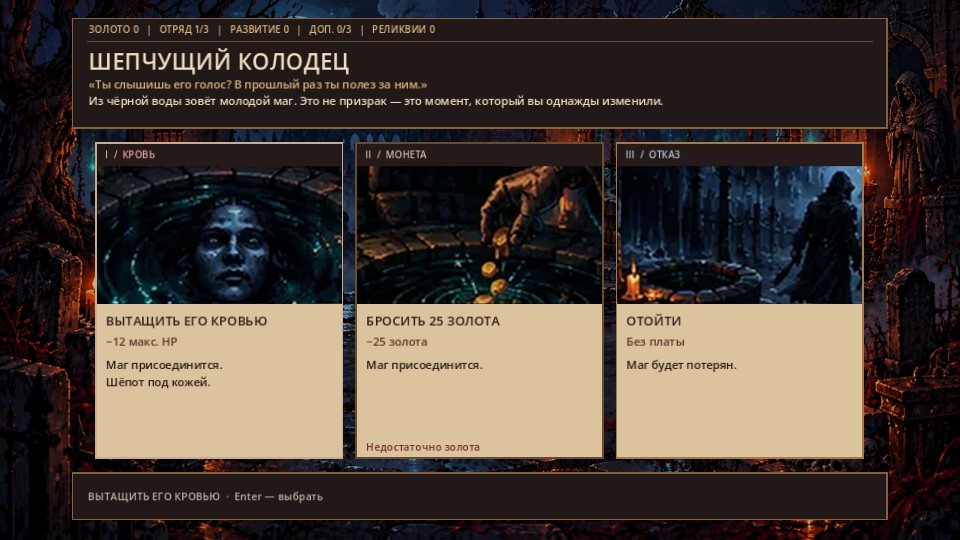 ЗОЛОТО 0 | ОТРЯД 1/3 | РАЗВИТИЕ 0 | ДОП. 0/3 | РЕЛИКВИИ 0
ШЕПЧУЩИЙ КОЛОДЕЦ
«Ты слышишь его голос? В прошлый раз ты полез за ним.»
Из чёрной воды зовёт молодой маг. Это не призрак — это момент, который вы однажды изменили.
I / КРОВЬ
ВЫТАЩИТЬ ЕГО КРОВЬЮ
−12 макс. HP
Маг присоединится.
Шёпот под кожей.
II / МОНЕТА
БРОСИТЬ 25 ЗОЛОТА
−25 золота
Маг присоединится.
Недостаточно золота
III / ОТКАЗ
ОТОЙТИ
Без платы
Маг будет потерян.
ВЫТАЩИТЬ ЕГО КРОВЬЮ · Enter — выбрать